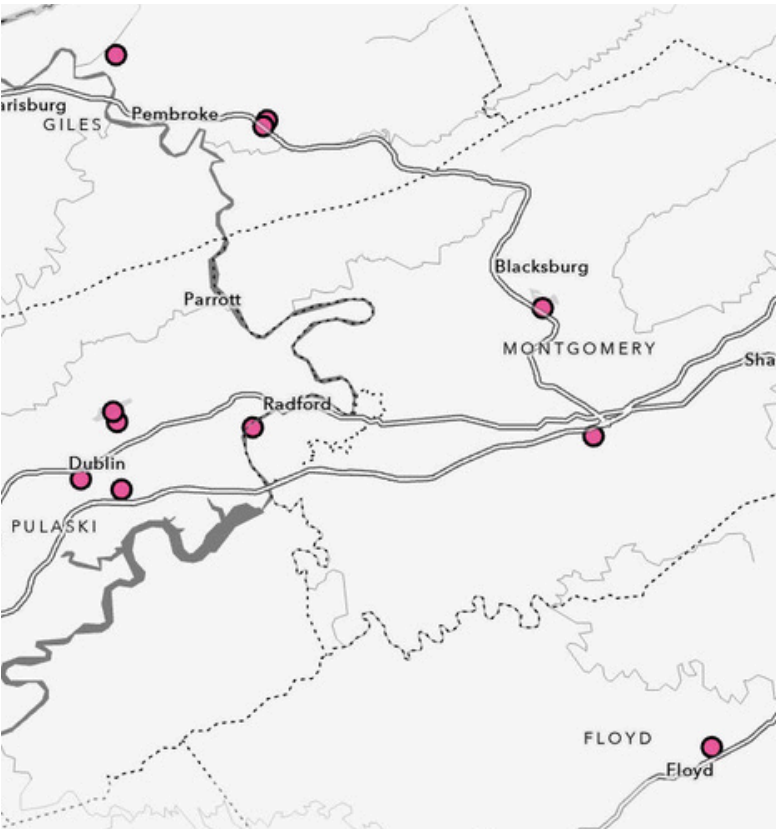 arisburg
Pembroke
GILES
Blacksburg
Parrott
MONTGOMERY
Sha
Radford
Dublin
PULASKI
FLOYD
Floyd